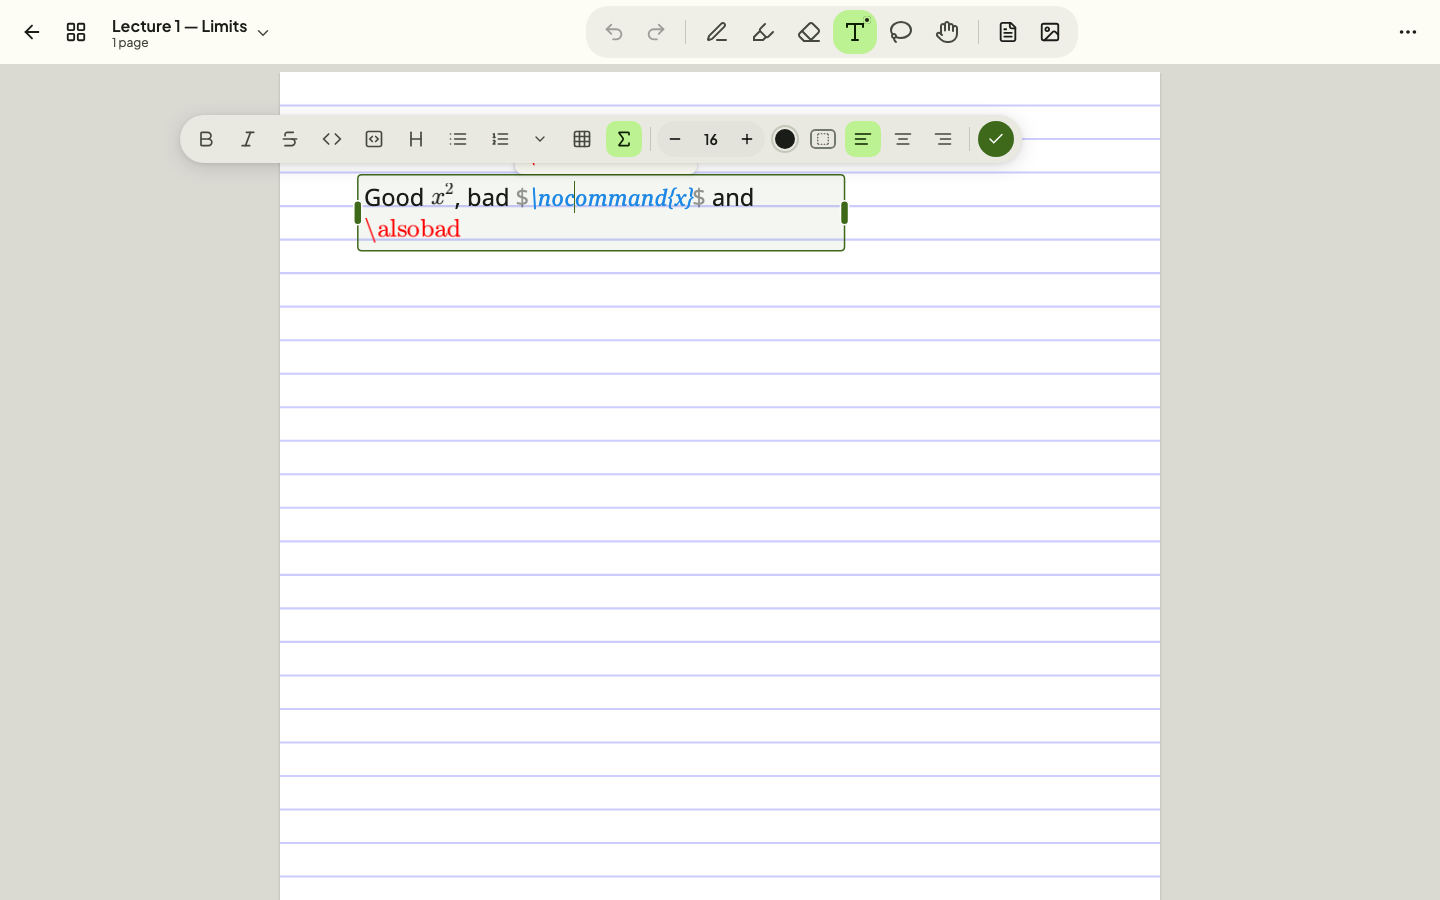 Lecture 1 — Limits
1 page
16
Good x², bad $\nocommand{x}$ and
\alsobad